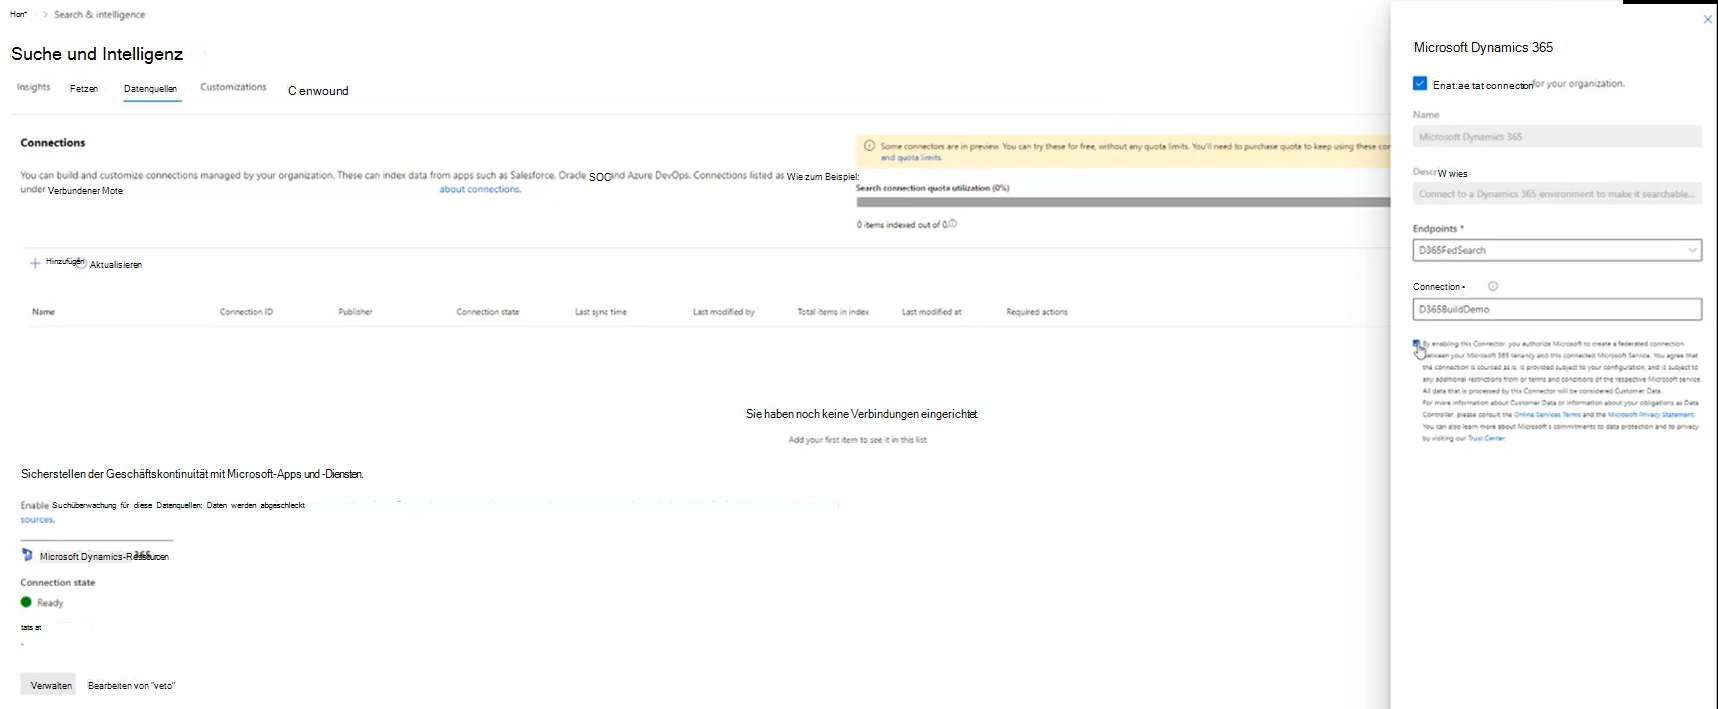 Hon" > Search & intelligence
Suche und Intelligenz
Insights Fetzen Datenquellen Customizations C enwound
Connections
You can build and customize connections managed by your organization. These can index data from apps such as Salesforce, Oracle SOC and Azure DevOps. Connections listed as Wie zum Beispiel:
under Verbundener Mote about connections.
Some connectors are in preview. You can try these for free, without any quota limits. You'll need to purchase quota to keep using these cor
and quota limits.
Search connection quota utilization (0%)
0 items indexed out of 0
Hinzufügen Aktualisieren
Name Connection ID Publisher Connection state Last sync time Last modified by Total items in index Last modified at Required actions
Sie haben noch keine Verbindungen eingerichtet.
Add your first item to see it in this list
Sicherstellen der Geschäftskontinuität mit Microsoft-Apps und -Diensten.
Enable Suchüberwachung für diese Datenquellen: Daten werden abgeschleckt
sources.
Microsoft Dynamics-Ressourcen
Connection state
Ready
tats at
Verwalten Bearbeiten von "veto"
Microsoft Dynamics 365
Enat:ae tat connection for your organization.
Name
Microsoft Dynamics 365
Descr W wies
Connect to a Dynamics 365 environment to make it searchable...
Endpoints *
D365FedSearch
Connection •
D365BuildDemo
By enabling this Connector, you authorize Microsoft to create a federated connection
between your Microsoft 365 tenancy and this connected Microsoft Service. You agree that
the connection is sourced as is, is provided subject to your configuration, and is subject to
any additional restrictions from or terms and conditions of the respective Microsoft service.
All data that is processed by this Connector will be considered Customer Data.
For more information about Customer Data or information about your obligations as Data
Controller, please consult the Online Services Terms and the Microsoft Privacy Statement.
You can also learn more about Microsoft's commitments to data protection and to privacy
by visiting our Trust Center.